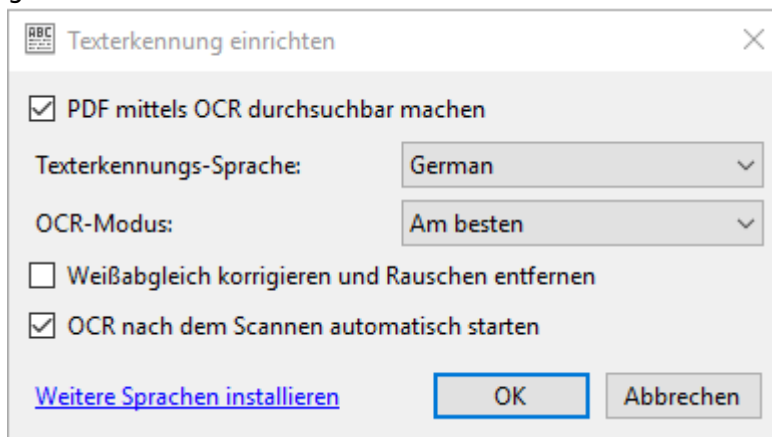 ABC
Texterkennung einrichten
PDF mittels OCR durchsuchbar machen
Texterkennungs-Sprache: German
OCR-Modus: Am besten
Weißabgleich korrigieren und Rauschen entfernen
OCR nach dem Scannen automatisch starten
Weitere Sprachen installieren OK Abbrechen